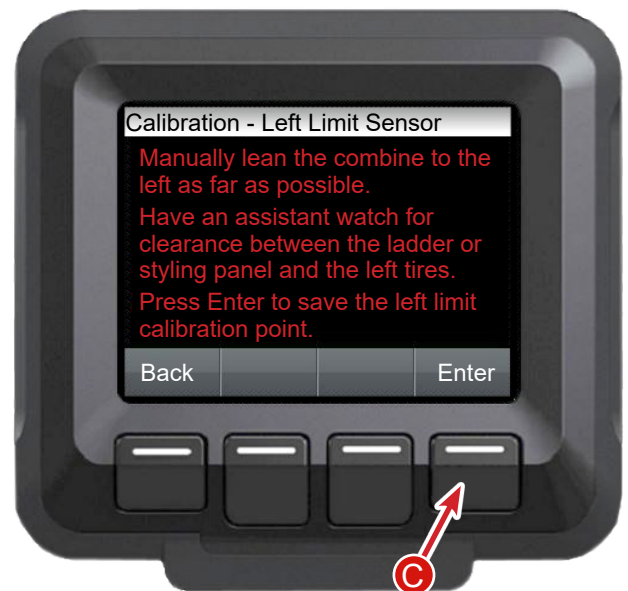 Calibration - Left Limit Sensor
Manually lean the combine to the
left as far as possible.
Have an assistant watch for
clearance between the ladder or
styling panel and the left tires.
Press Enter to save the left limit
calibration point.
Back Enter
C